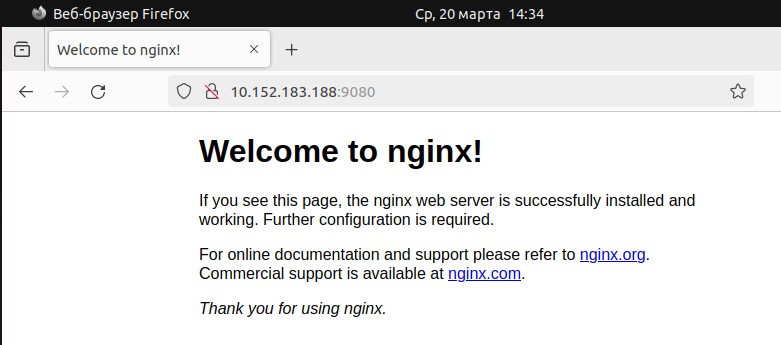 Веб-браузер Firefox
Ср, 20 марта 14:34
Welcome to nginx!
10.152.183.188:9080
Welcome to nginx!
If you see this page, the nginx web server is successfully installed and
working. Further configuration is required.
For online documentation and support please refer to nginx.org.
Commercial support is available at nginx.com.
Thank you for using nginx.